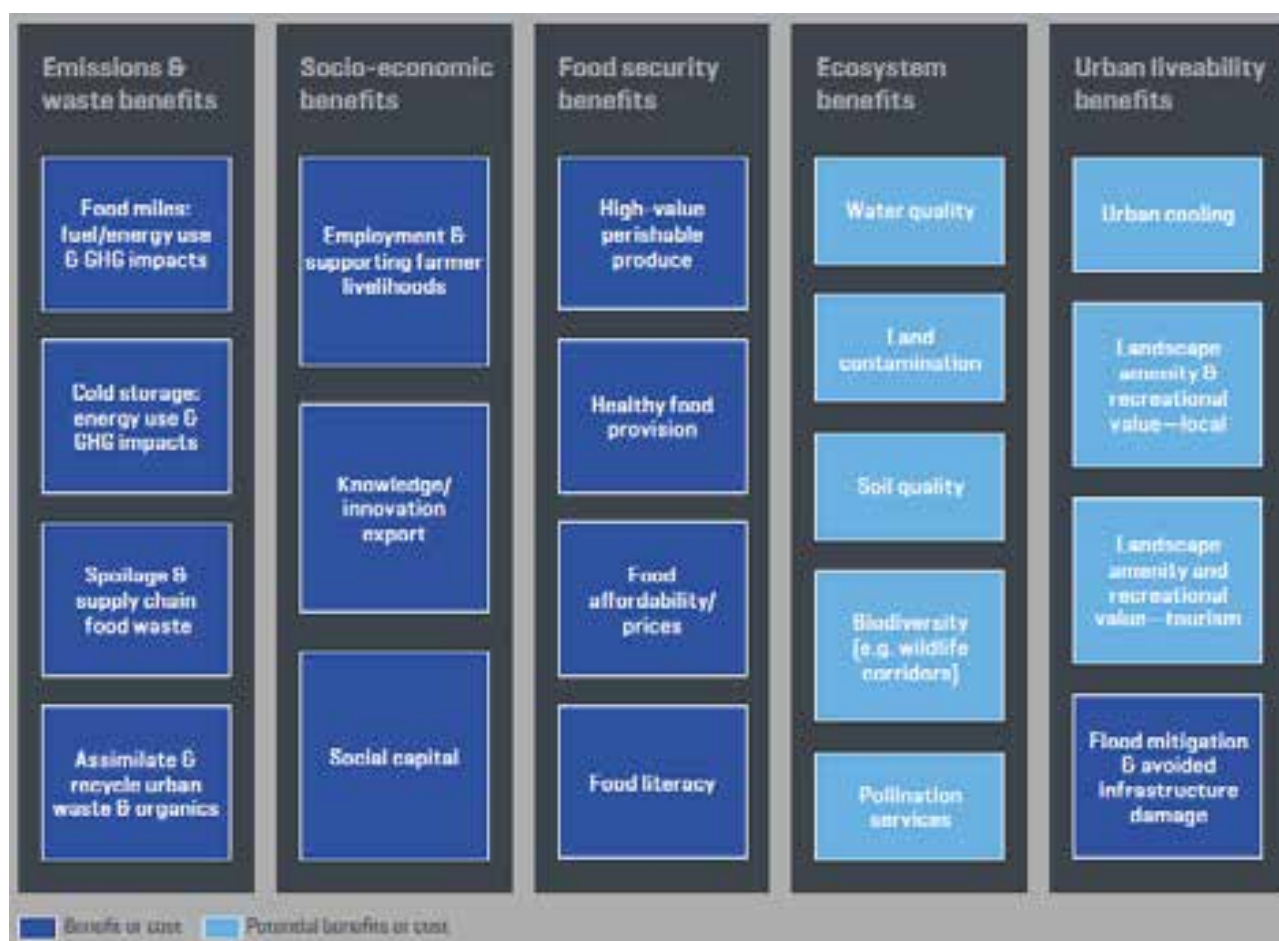 Emissions &
waste benefits
Food miles:
fuel/energy use
& GHG impacts
Cold storage:
energy use &
GHG impacts
Spoilage &
supply chain
food waste
Assimilate &
recycle urban
waste & organics
Socio-economic
benefits
Employment &
supporting farmer
livelihoods
Knowledge/
innovation
export
Social capital
Food security
benefits
High-value
perishable
produce
Healthy food
provision
Food
affordability/
prices
Food literacy
Ecosystem
benefits
Water quality
Land
contamination
Soil quality
Biodiversity
(e.g. wildlife
corridors)
Pollination
services
Urban liveability
benefits
Urban cooling
Landscape
amenity &
recreational
value—local
Landscape
amenity and
recreational
value—tourism
Flood mitigation
& avoided
infrastructure
damage
Benefit or cost
Potential benefits or cost